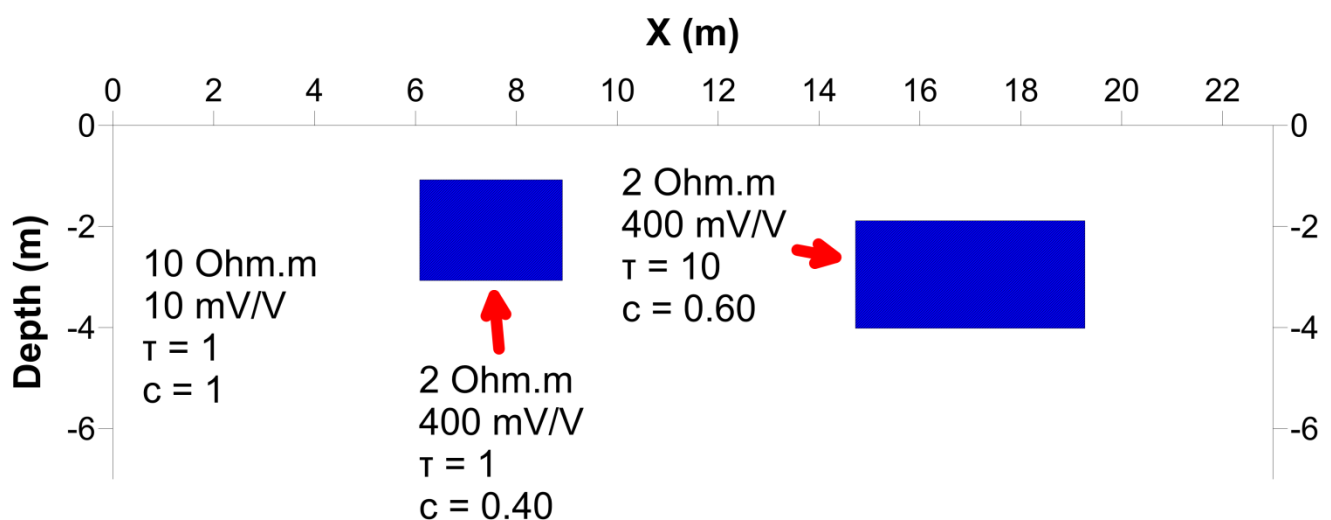 X (m)
0 2 4 6 8 10 12 14 16 18 20 22
0
-2
-4
-6
Depth (m)
10 Ohm.m
10 mV/V
τ = 1
c = 1
2 Ohm.m
400 mV/V
τ = 1
c = 0.40
2 Ohm.m
400 mV/V
τ = 10
c = 0.60
0
-2
-4
-6